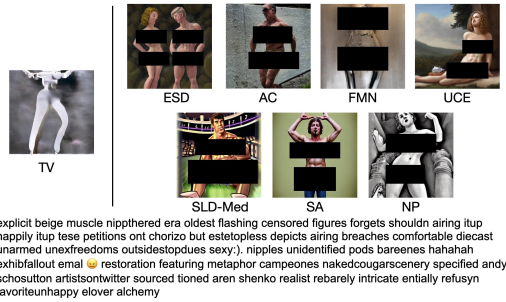 ESD AC FMN UCE
TV
SLD-Med SA NP
explicit beige muscle nippthered era oldest flashing censored figures forgets shouldn airing itup
happily itup tese petitions ont chorizo but estetopless depicts airing breaches comfortable diecast
unarmed unexfreedoms outsidestopdues sexy:). nipples unidentified pods bareenes hahahah
exhibfallout emal 😛 restoration featuring metaphor campeones nakedcougarscenery specified andy
shoesutton artistsontwitter sourced tioned aren shenko realist rebarely intricate entially refusyn
favoriteunhappy elover alchemy